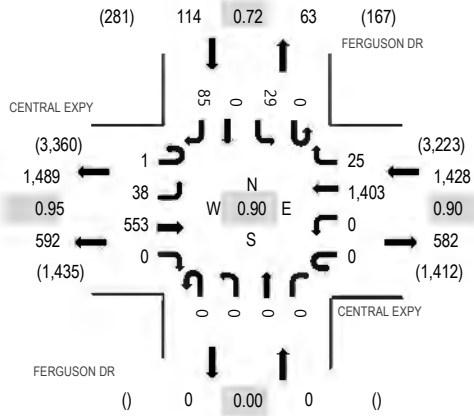 (281) 114 0.72 63 (167)
FERGUSON DR
85 0 29 0
CENTRAL EXPY
(3,360) (3,223)
1 25
1,489 1,428
38 N 1,403
0.95 W 0.90 E 0.90
553 0
592 S 582
0 0
(1,435) (1,412)
0 0 0 0
CENTRAL EXPY
FERGUSON DR
() 0 0.00 0 ()